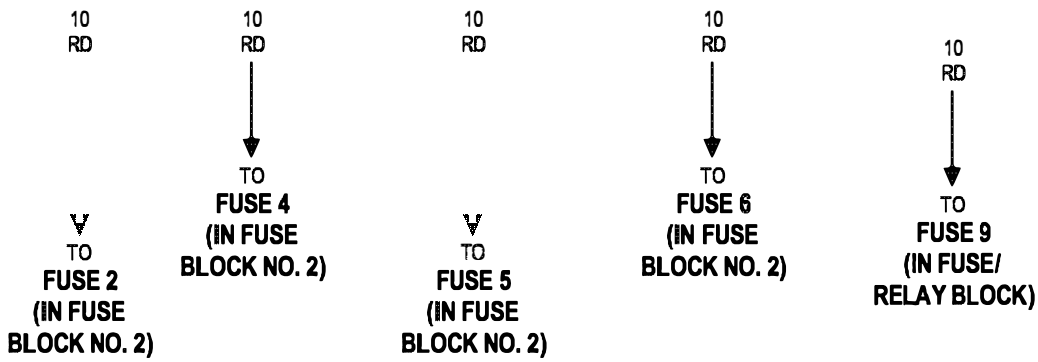 10
RD
TO
FUSE 2
(IN FUSE
BLOCK NO. 2)
10
RD
TO
FUSE 4
(IN FUSE
BLOCK NO. 2)
10
RD
TO
FUSE 5
(IN FUSE
BLOCK NO. 2)
10
RD
TO
FUSE 6
(IN FUSE
BLOCK NO. 2)
10
RD
TO
FUSE 9
(IN FUSE/
RELAY BLOCK)